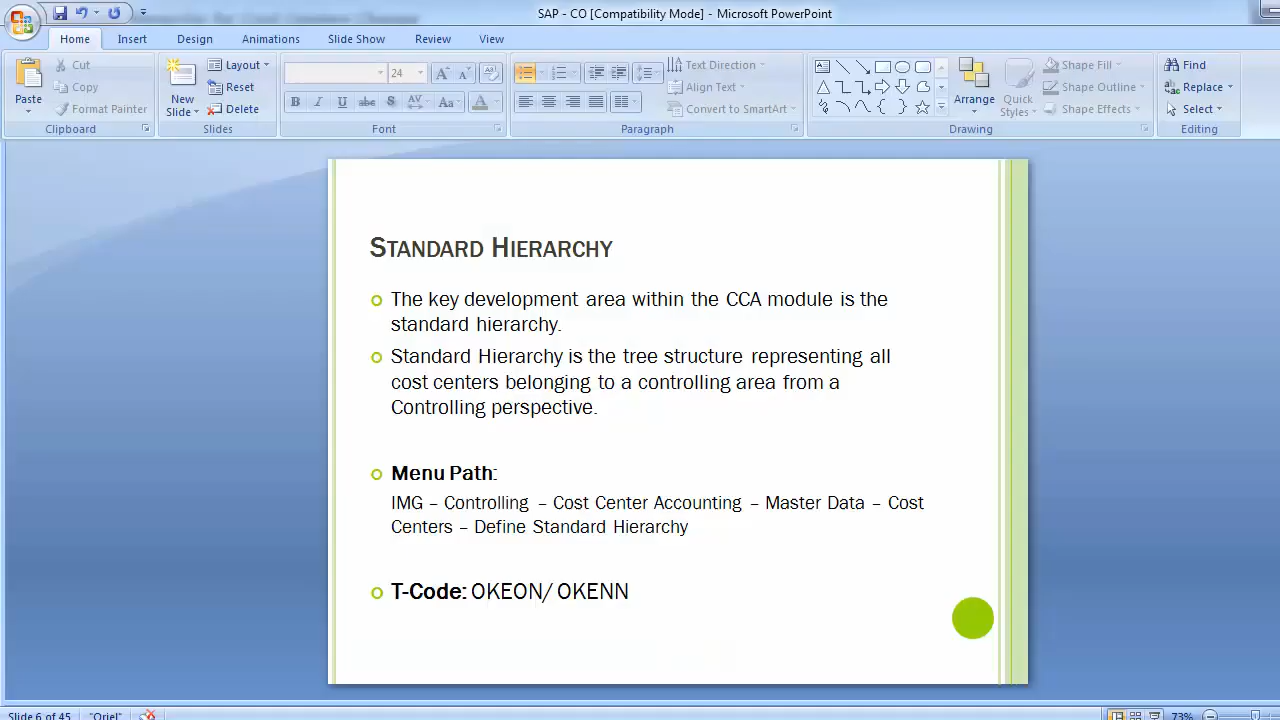 SAP - CO [Compatibility Mode] - Microsoft PowerPoint
Home Insert Design Animations Slide Show Review View
Paste Cut Copy Format Painter
Clipboard
New Slide Layout Reset Delete
Slides
24
B I U abc S AV Aa A
Font
Text Direction
Align Text
Convert to SmartArt
Paragraph
Arrange Quick Styles Shape Fill Shape Outline Shape Effects
Drawing
Find
Replace
Select
Editing
STANDARD HIERARCHY
The key development area within the CCA module is the
standard hierarchy.
Standard Hierarchy is the tree structure representing all
cost centers belonging to a controlling area from a
Controlling perspective.
Menu Path:
IMG – Controlling – Cost Center Accounting – Master Data – Cost
Centers – Define Standard Hierarchy
T-Code: OKEON/ OKENN
Slide 6 of 45 "Oriel" 73%